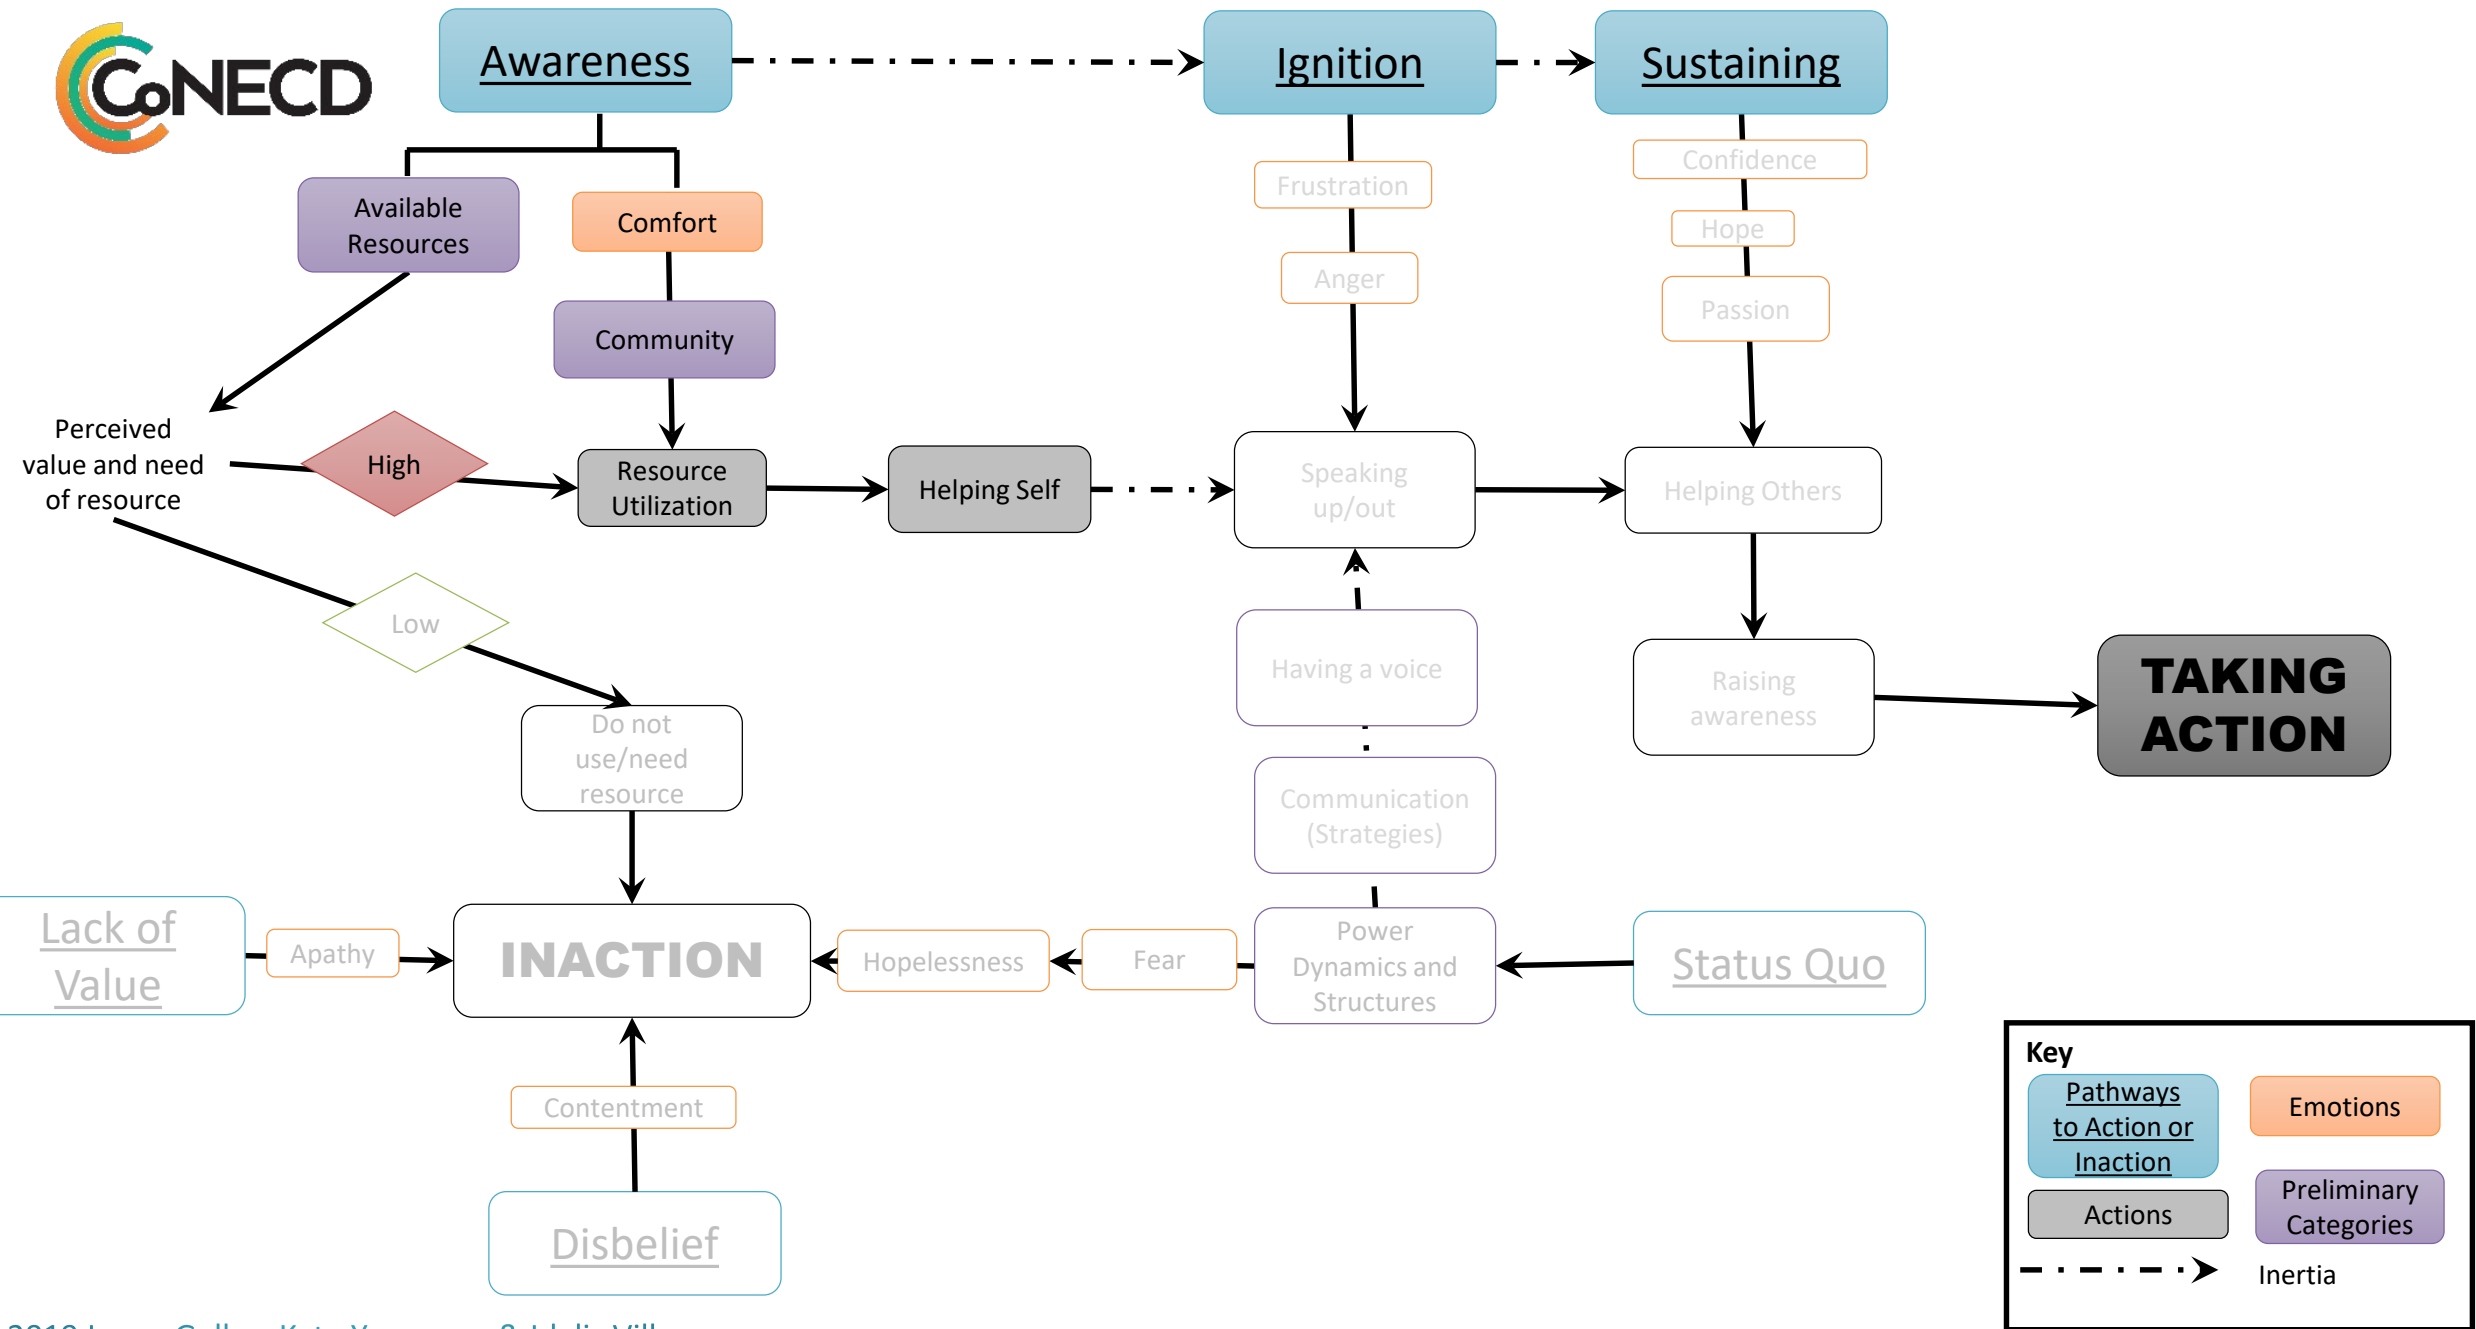 CoNECD
Awareness
Ignition
Sustaining
Confidence
Frustration
Available
Resources
Comfort
Hope
Anger
Passion
Community
Perceived
value and need
of resource
High
Resource
Utilization
Helping Self
Speaking
up/out
Helping Others
Low
Having a voice
Raising
awareness
TAKING
ACTION
Do not
use/need
resource
Communication
(Strategies)
Lack of
Value
Apathy
INACTION
Hopelessness
Fear
Power
Dynamics and
Structures
Status Quo
Contentment
Disbelief
Key
Pathways
to Action or
Inaction
Emotions
Actions
Preliminary
Categories
Inertia